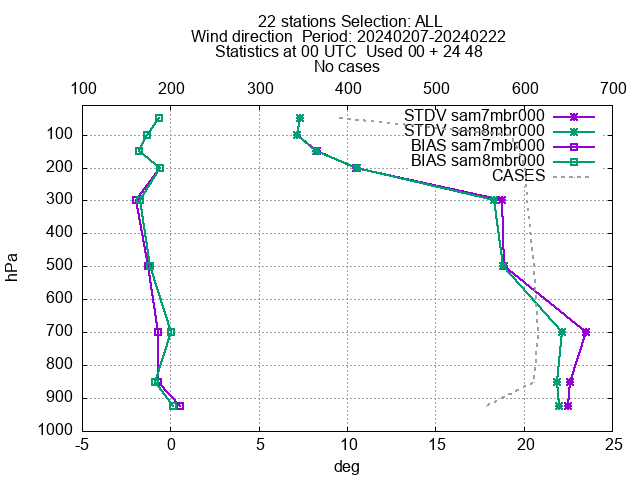 22 stations Selection: ALL
Wind direction  Period: 20240207-20240222
Statistics at 00 UTC  Used 00 + 24 48
No cases
100 200 300 400 500 600 700
STDV sam7mbr000
STDV sam8mbr000
BIAS sam7mbr000
BIAS sam8mbr000
CASES
100
200
300
400
500
600
700
800
900
1000
hPa
-5 0 5 10 15 20 25
deg